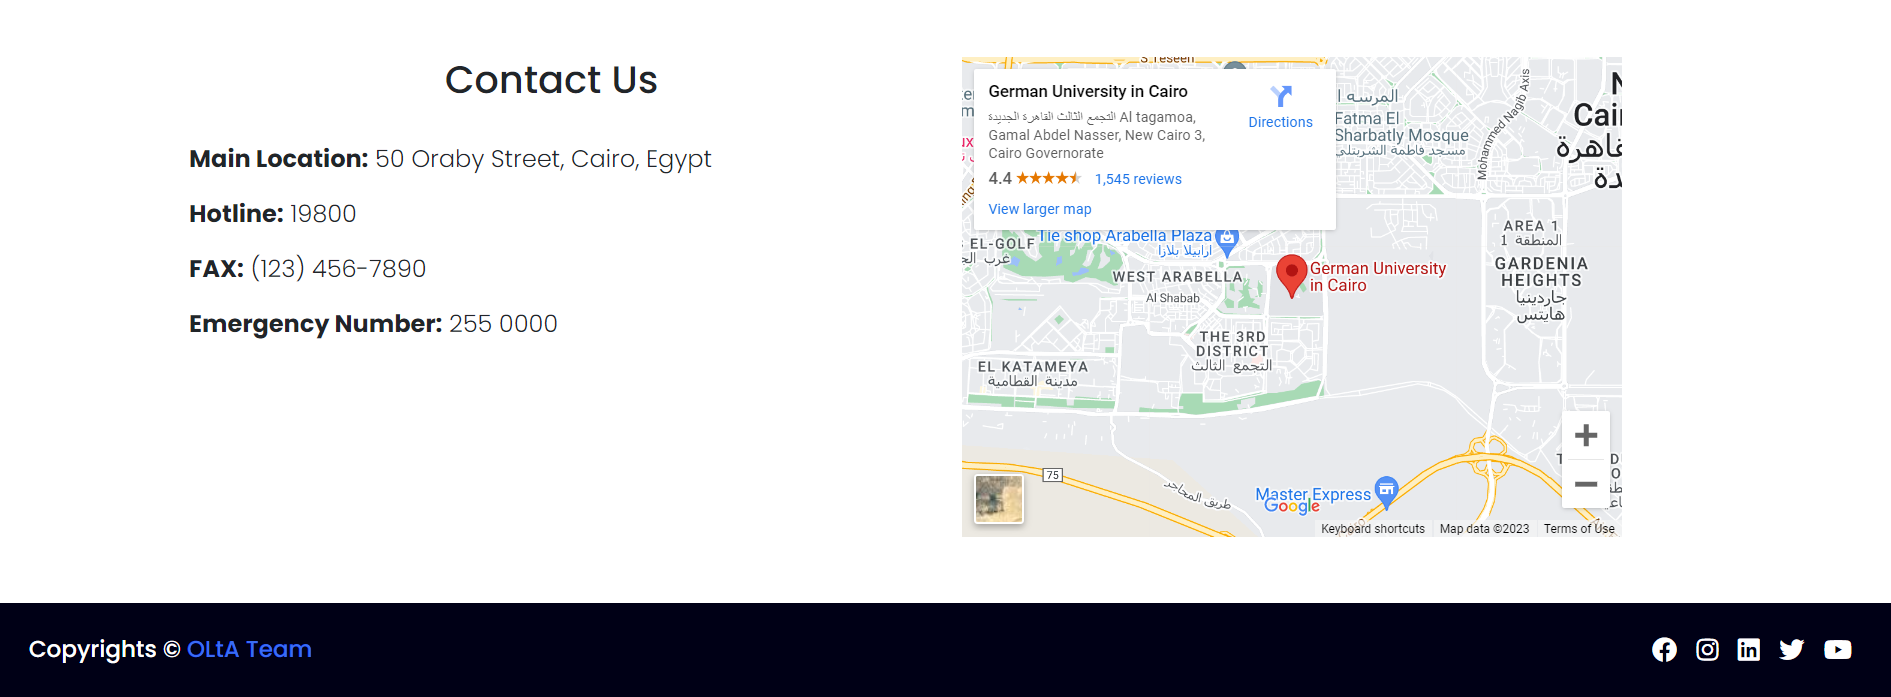 Contact Us
Main Location: 50 Oraby Street, Cairo, Egypt
Hotline: 19800
FAX: (123) 456-7890
Emergency Number: 255 0000
German University in Cairo
التجمع الثالث القاهرة الجديدة Al tagamoa,
Gamal Abdel Nasser, New Cairo 3,
Cairo Governorate
4.4
1,545 reviews
View larger map
Directions
Fatma El
Sharbatly Mosque
مسجد فاطمة الشربتلي
Mohammed Nagib Axis
Tie shop Arabella Plaza
ارابيلا بلازا
EL-GOLF
WEST ARABELLA
Al Shabab
German University
in Cairo
AREA 1
المنطقة 1
GARDENIA
HEIGHTS
جاردينيا
هايتس
THE 3RD
DISTRICT
التجمع الثالث
EL KATAMEYA
مدينة القطامية
75
طريق المحاجر
Master Express
Google
Keyboard shortcuts
Map data ©2023
Terms of Use
Copyrights © OLtA Team